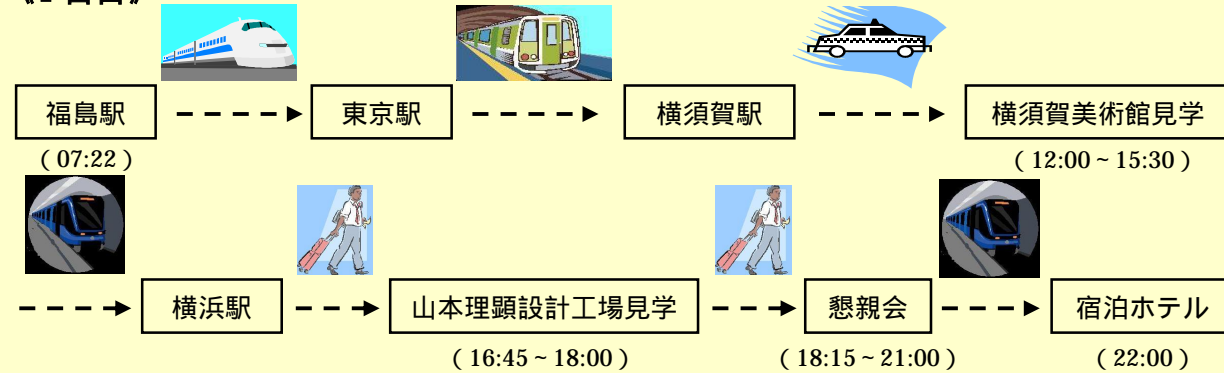 福島駅 東京駅 横須賀駅 横須賀美術館見学
( 07:22 ) ( 12:00 ~ 15:30 )
横浜駅 山本理顕設計工場見学 懇親会 宿泊ホテル
( 16:45 ~ 18:00 ) ( 18:15 ~ 21:00 ) ( 22:00 )